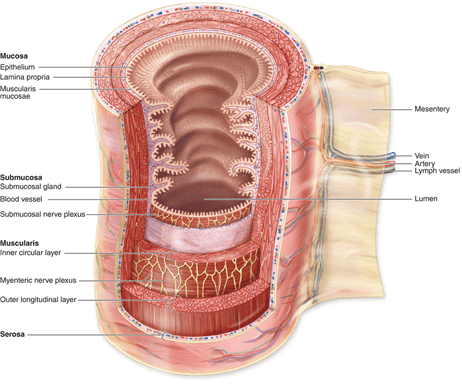 Mucosa
Epithelium
Lamina propria
Muscularis
mucosae
Submucosa
Submucosal gland
Blood vessel
Submucosal nerve plexus
Muscularis
Inner circular layer
Myenteric nerve plexus
Outer longitudinal layer
Serosa
Mesentery
Vein
Artery
Lymph vessel
Lumen